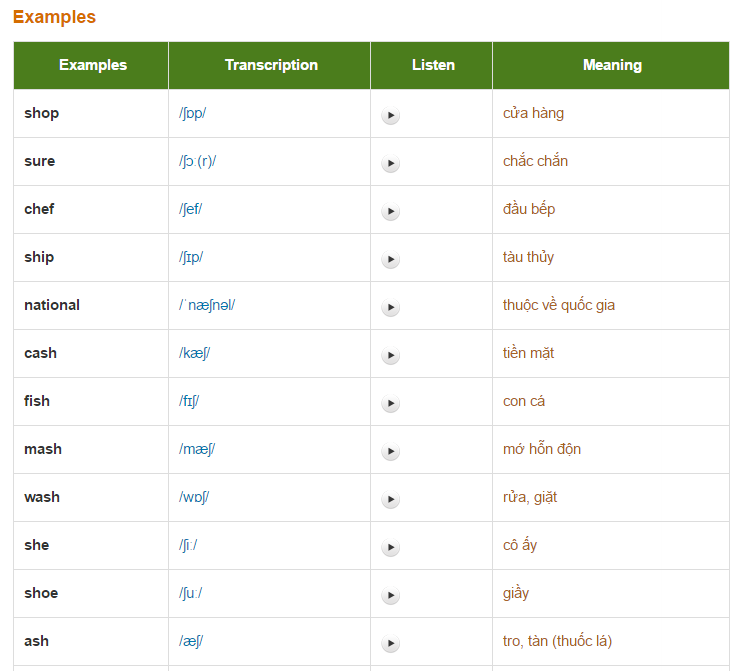 Examples
Examples Transcription Listen Meaning
shop /ʃɒp/ cửa hàng
sure /ʃɔː(r)/ chắc chắn
chef /ʃef/ đầu bếp
ship /ʃɪp/ tàu thủy
national /ˈnæʃnəl/ thuộc về quốc gia
cash /kæʃ/ tiền mặt
fish /fɪʃ/ con cá
mash /mæʃ/ mớ hỗn độn
wash /wɒʃ/ rửa, giặt
she /ʃiː/ cô ấy
shoe /ʃuː/ giầy
ash /æʃ/ tro, tàn (thuốc lá)